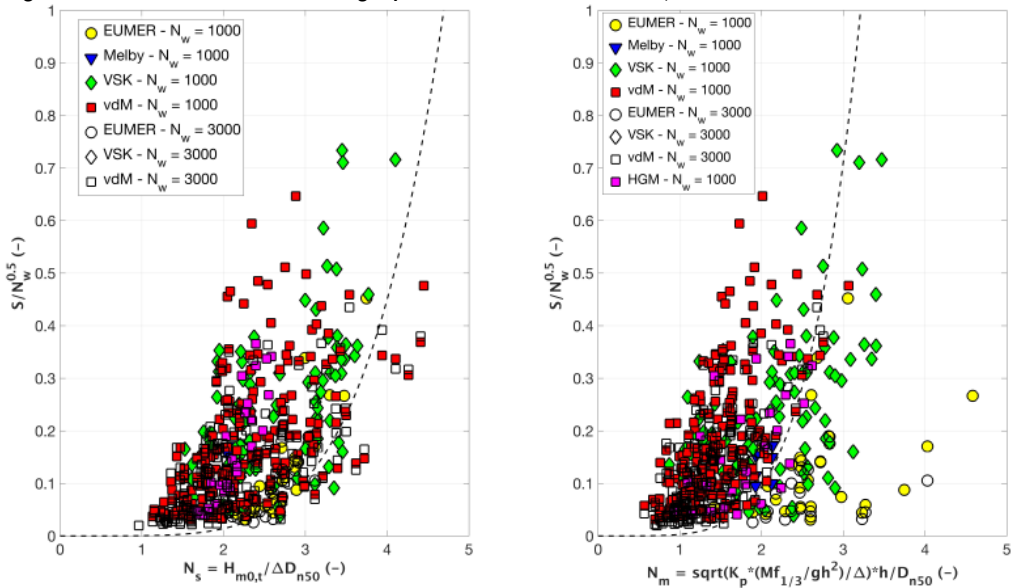 EUMER - N_w = 1000
Melby - N_w = 1000
VSK - N_w = 1000
vdM - N_w = 1000
EUMER - N_w = 3000
VSK - N_w = 3000
vdM - N_w = 3000
1
0.9
0.8
0.7
0.6
0.5
0.4
0.3
0.2
0.1
0
S/N_w^0.5 (-)
0 1 2 3 4 5
N_s = H_m0,t/ΔD_n50 (-)
EUMER - N_w = 1000
Melby - N_w = 1000
VSK - N_w = 1000
vdM - N_w = 1000
EUMER - N_w = 3000
VSK - N_w = 3000
vdM - N_w = 3000
HGM - N_w = 1000
1
0.9
0.8
0.7
0.6
0.5
0.4
0.3
0.2
0.1
0
S/N_w^0.5 (-)
0 1 2 3 4 5
N_m = sqrt(K_p*(Mf_1/3/gh^2)/Δ)*h/D_n50 (-)